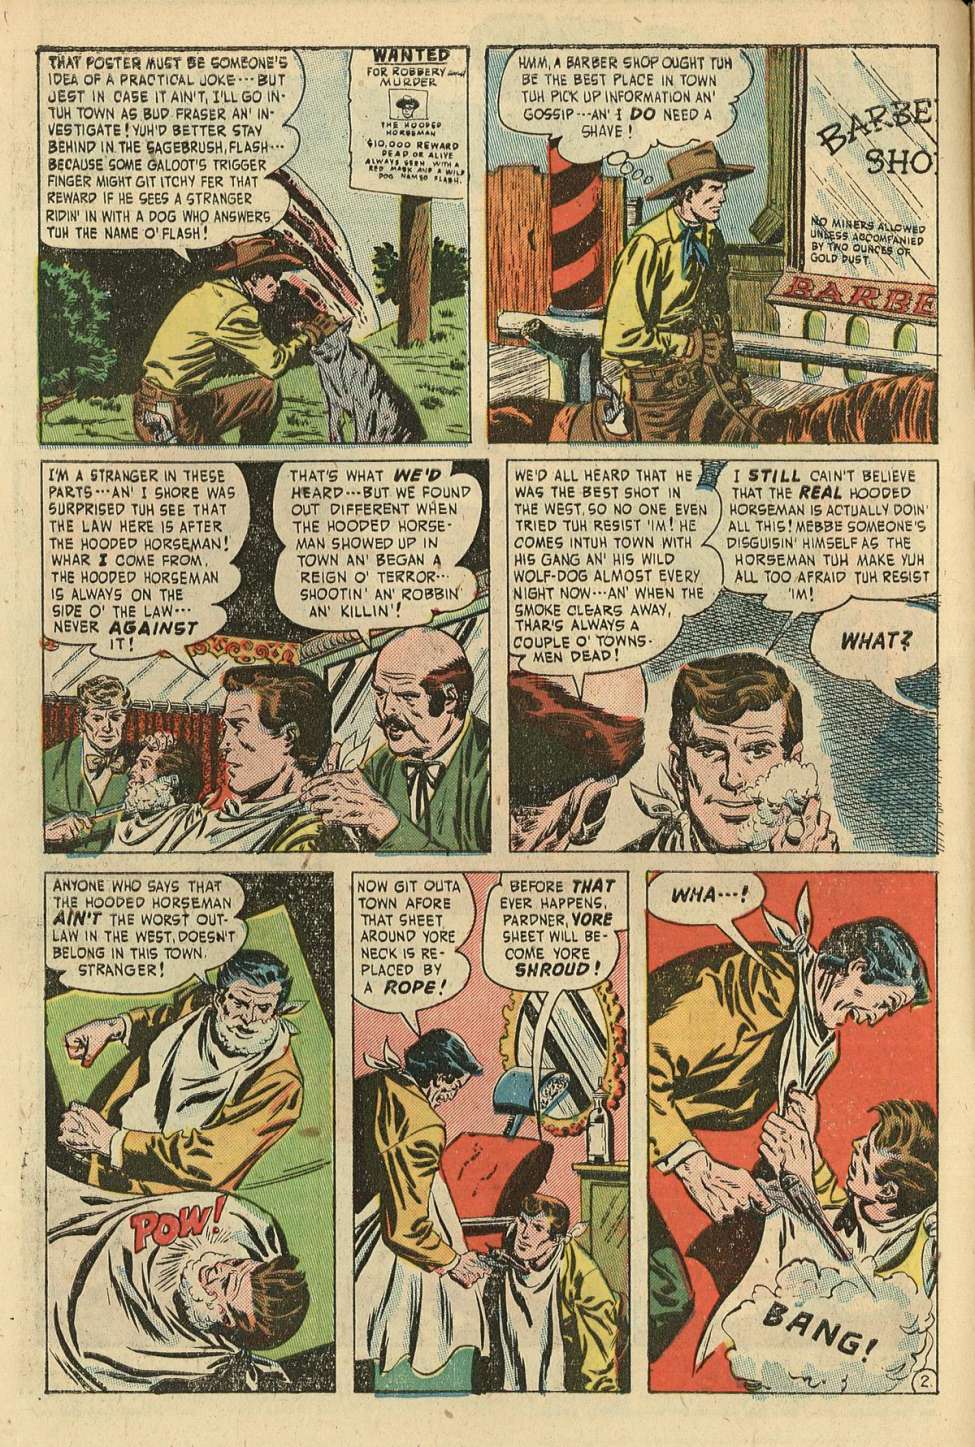 THAT POSTER MUST BE SOMEONE'S
IDEA OF A PRACTICAL JOKE---BUT
JEST IN CASE IT AIN'T, I'LL GO IN-
TUH TOWN AS BUD FRASER AN' IN-
VESTIGATE! YUH'D BETTER STAY
BEHIND IN THE SAGEBRUSH, FLASH---
BECAUSE SOME GALOOT'S TRIGGER
FINGER MIGHT GIT ITCHY FER THAT
REWARD IF HE SEES A STRANGER
RIDIN' IN WITH A DOG WHO ANSWERS
TUH THE NAME O' FLASH!
WANTED
FOR ROBBERY and
MURDER
THE HOODED
HORSEMAN
$10,000 REWARD
DEAD OR ALIVE
ALWAYS SEEN WITH A
RED MASK AND A WILD
DOG NAMED FLASH.
HMM, A BARBER SHOP OUGHT TUH
BE THE BEST PLACE IN TOWN
TUH PICK UP INFORMATION AN'
GOSSIP---AN' I DO NEED A
SHAVE!
BARBE
SHO
NO MINERS ALLOWED
UNLESS ACCOMPANIED
BY TWO OUNCES OF
GOLD DUST
BARBE
I'M A STRANGER IN THESE
PARTS---AN' I SHORE WAS
SURPRISED TUH SEE THAT
THE LAW HERE IS AFTER
THE HOODED HORSEMAN!
WHAR I COME FROM,
THE HOODED HORSEMAN
IS ALWAYS ON THE
SIDE O' THE LAW---
NEVER AGAINST
IT!
THAT'S WHAT WE'D
HEARD---BUT WE FOUND
OUT DIFFERENT WHEN
THE HOODED HORSE-
MAN SHOWED UP IN
TOWN AN' BEGAN A
REIGN O' TERROR---
SHOOTIN' AN' ROBBIN'
AN' KILLIN'!
WE'D ALL HEARD THAT HE
WAS THE BEST SHOT IN
THE WEST, SO NO ONE EVEN
TRIED TUH RESIST 'IM! HE
COMES INTUH TOWN WITH
HIS GANG AN' HIS WILD
WOLF-DOG ALMOST EVERY
NIGHT NOW---AN' WHEN THE
SMOKE CLEARS AWAY,
THAR'S ALWAYS A
COUPLE O' TOWNS-
MEN DEAD!
I STILL CAIN'T BELIEVE
THAT THE REAL HOODED
HORSEMAN IS ACTUALLY DOIN'
ALL THIS! MEBBE SOMEONE'S
DISGUISIN' HIMSELF AS THE
HORSEMAN TUH MAKE YUH
ALL TOO AFRAID TUH RESIST
'IM!
WHAT?
ANYONE WHO SAYS THAT
THE HOODED HORSEMAN
AIN'T THE WORST OUT-
LAW IN THE WEST, DOESN'T
BELONG IN THIS TOWN,
STRANGER!
POW!
NOW GIT OUTA
TOWN AFORE
THAT SHEET
AROUND YORE
NECK IS RE-
PLACED BY
A ROPE!
BEFORE THAT
EVER HAPPENS,
PARDNER, YORE
SHEET WILL BE-
COME YORE
SHROUD!
WHA---!
BANG!
2.